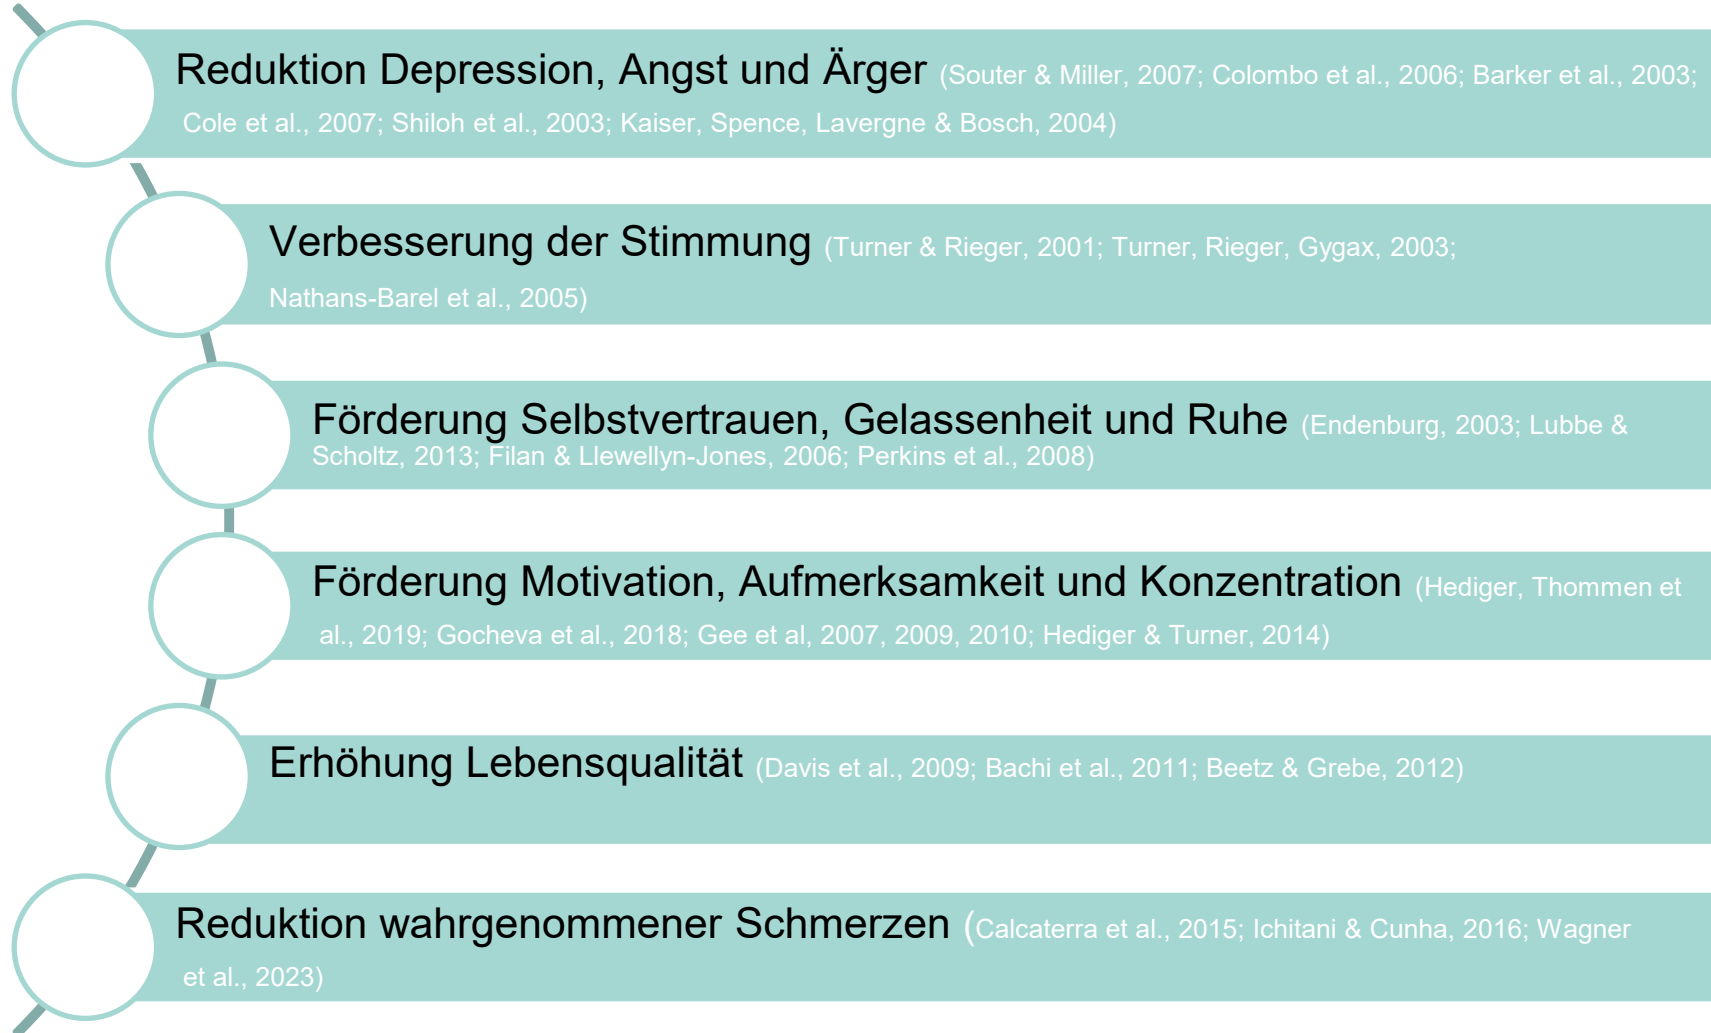 Reduktion Depression, Angst und Ärger (Souter & Miller, 2007; Colombo et al., 2006; Barker et al., 2003;
Cole et al., 2007; Shiloh et al., 2003; Kaiser, Spence, Lavergne & Bosch, 2004)
Verbesserung der Stimmung (Turner & Rieger, 2001; Turner, Rieger, Gygax, 2003;
Nathans-Barel et al., 2005)
Förderung Selbstvertrauen, Gelassenheit und Ruhe (Endenburg, 2003; Lubbe &
Scholtz, 2013; Filan & Llewellyn-Jones, 2006; Perkins et al., 2008)
Förderung Motivation, Aufmerksamkeit und Konzentration (Hediger, Thommen et
al., 2019; Gocheva et al., 2018; Gee et al, 2007, 2009, 2010; Hediger & Turner, 2014)
Erhöhung Lebensqualität (Davis et al., 2009; Bachi et al., 2011; Beetz & Grebe, 2012)
Reduktion wahrgenommener Schmerzen (Calcaterra et al., 2015; Ichitani & Cunha, 2016; Wagner
et al., 2023)